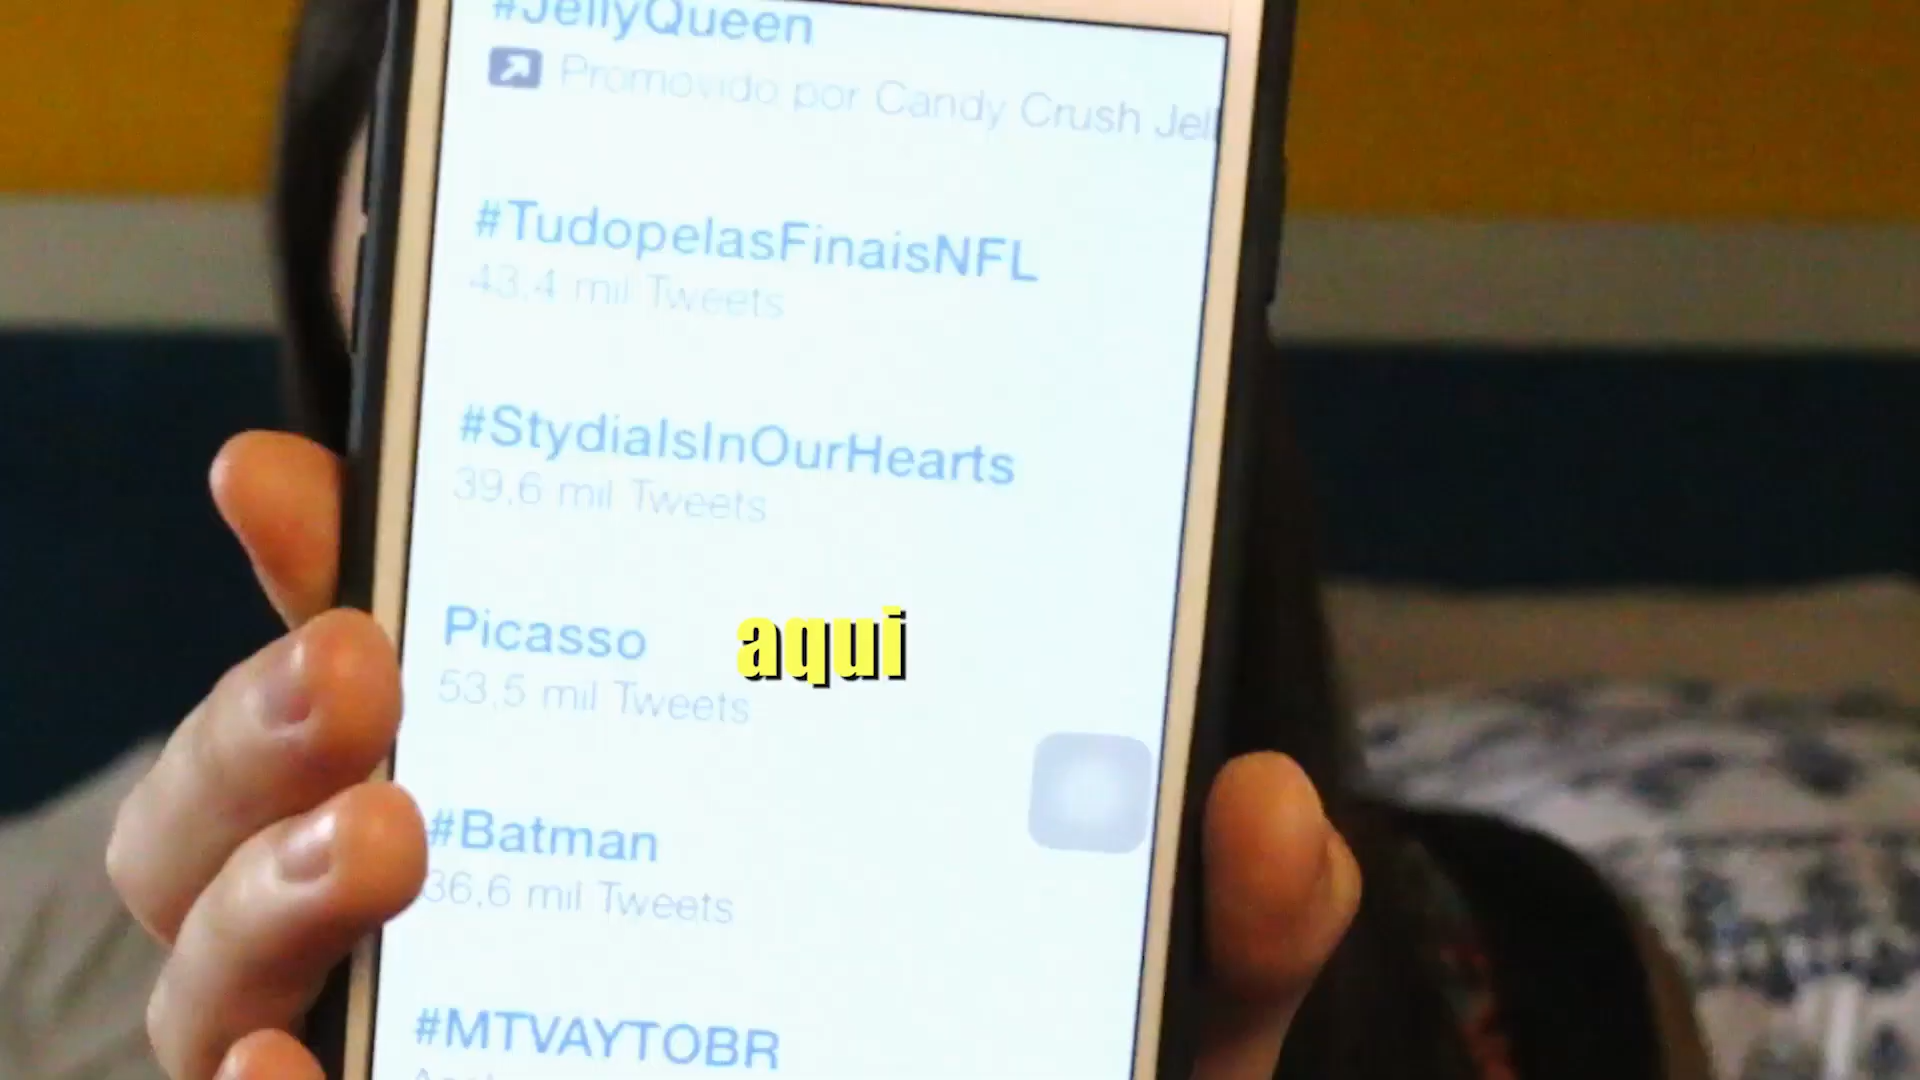 #JellyQueen
Promovido por Candy Crush Jell
#TudopelasFinaisNFL
43,4 mil Tweets
#StydiaIsInOurHearts
39,6 mil Tweets
Picasso aqui
53,5 mil Tweets
#Batman
36,6 mil Tweets
#MTVAYTOBR